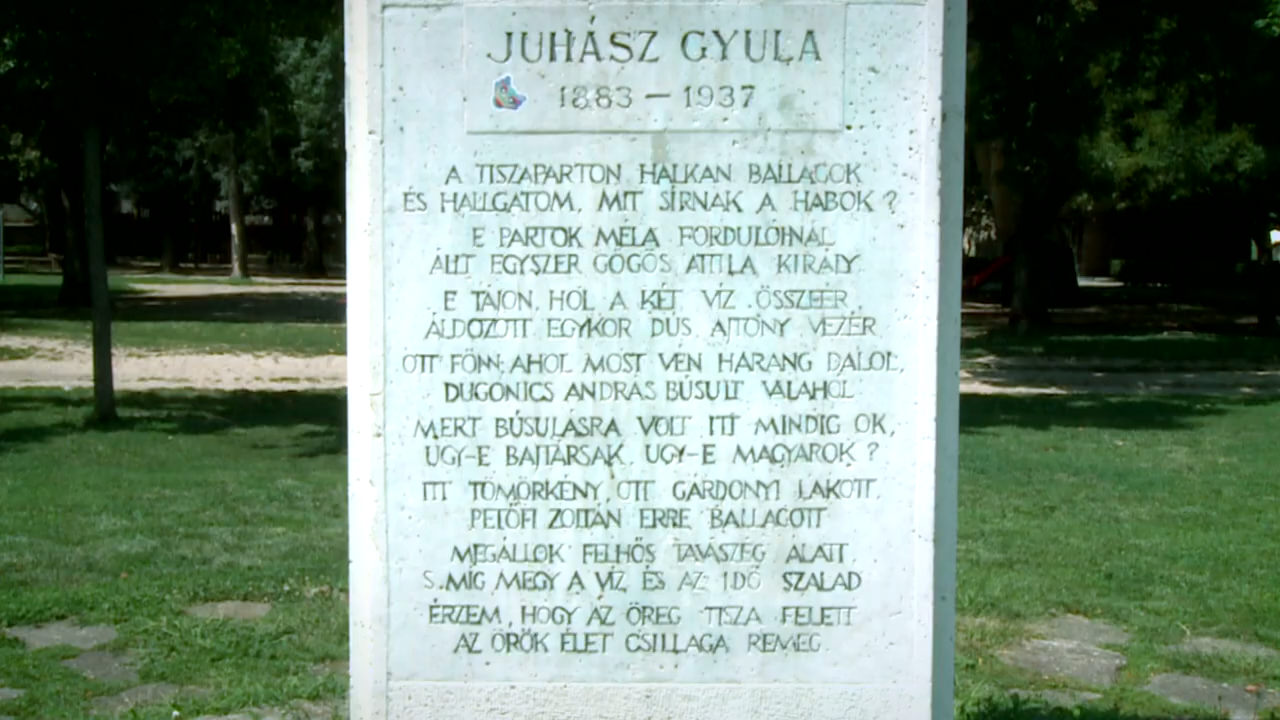 JUHÁSZ GYULA
1883 – 1937
A TISZAPARTON HALKAN BALLAGOK
ÉS HALLGATOM, MIT SÍRNAK A HABOK?
E PARTOK MÉLA FORDULÓINÁL
ÁLLT EGYSZER GŐGŐS ATTILA KIRÁLY.
E TÁJON, HOL A KÉT VÍZ ÖSSZEÉR,
ÁLDOZOTT EGYKOR DÚS AJTONY VEZÉR
OTT FÖNN, AHOL MOST VÉN HARANG DALOL,
DUGONICS ANDRÁS BÚSULT VALAHOL
MERT BÚSULÁSRA VOLT ITT MINDIG OK,
UGY-E BAJTÁRSAK, UGY-E MAGYAROK?
ITT TÖMÖRKÉNY, OTT GÁRDONYI LAKOTT,
PETŐFI ZOLTÁN ERRE BALLAGOTT
MEGÁLLOK FELHŐS TAVASZÉG ALATT
S MÍG MEGY A VÍZ, ÉS AZ IDŐ SZALAD
ÉRZEM, HOGY AZ ÖREG TISZA FELETT
AZ ÖRÖK ÉLET CSILLAGA REMEG.